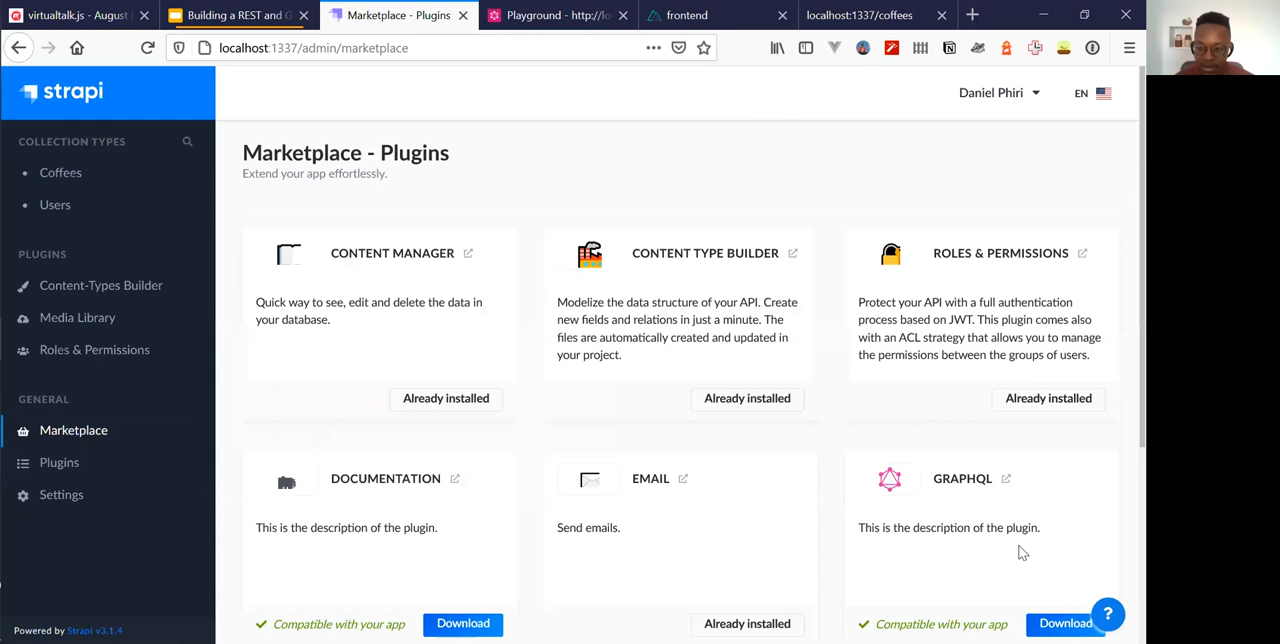 virtualtalk.js - August
Building a REST and G
Marketplace - Plugins
Playground - http://lo
frontend
localhost:1337/coffees
localhost:1337/admin/marketplace
strapi
Daniel Phiri
EN
COLLECTION TYPES
Coffees
Users
PLUGINS
Content-Types Builder
Media Library
Roles & Permissions
GENERAL
Marketplace
Plugins
Settings
Powered by Strapi v3.1.4
Marketplace - Plugins
Extend your app effortlessly.
CONTENT MANAGER
Quick way to see, edit and delete the data in
your database.
Already installed
CONTENT TYPE BUILDER
Modelize the data structure of your API. Create
new fields and relations in just a minute. The
files are automatically created and updated in
your project.
Already installed
ROLES & PERMISSIONS
Protect your API with a full authentication
process based on JWT. This plugin comes also
with an ACL strategy that allows you to manage
the permissions between the groups of users.
Already installed
DOCUMENTATION
This is the description of the plugin.
Compatible with your app
Download
EMAIL
Send emails.
Already installed
GRAPHQL
This is the description of the plugin.
Compatible with your app
Download
?